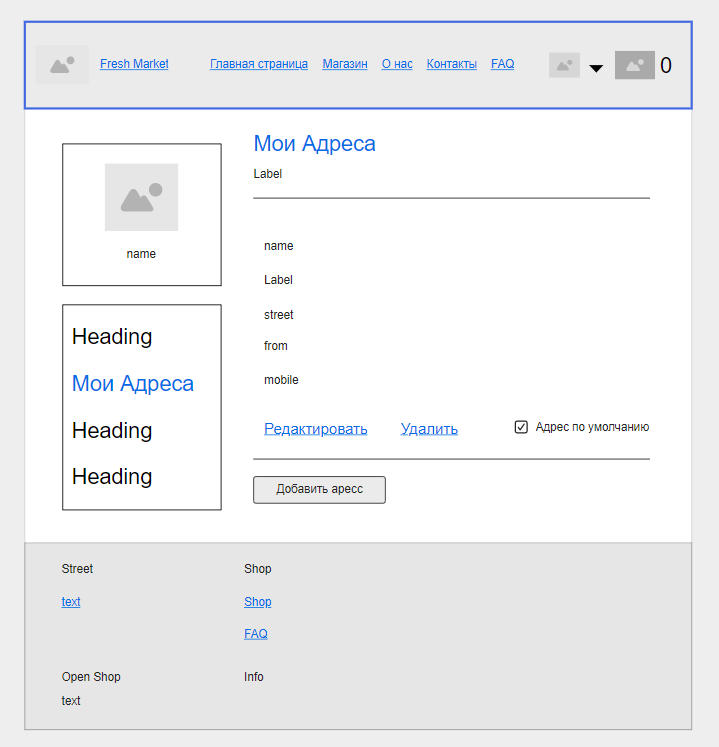 Fresh Market
Главная страница Магазин О нас Контакты FAQ
0
name
Heading
Мои Адреса
Heading
Heading
Мои Адреса
Label
name
Label
street
from
mobile
Редактировать Удалить Адрес по умолчанию
Добавить аресс
Street
text
Shop
Shop
FAQ
Open Shop
text
Info